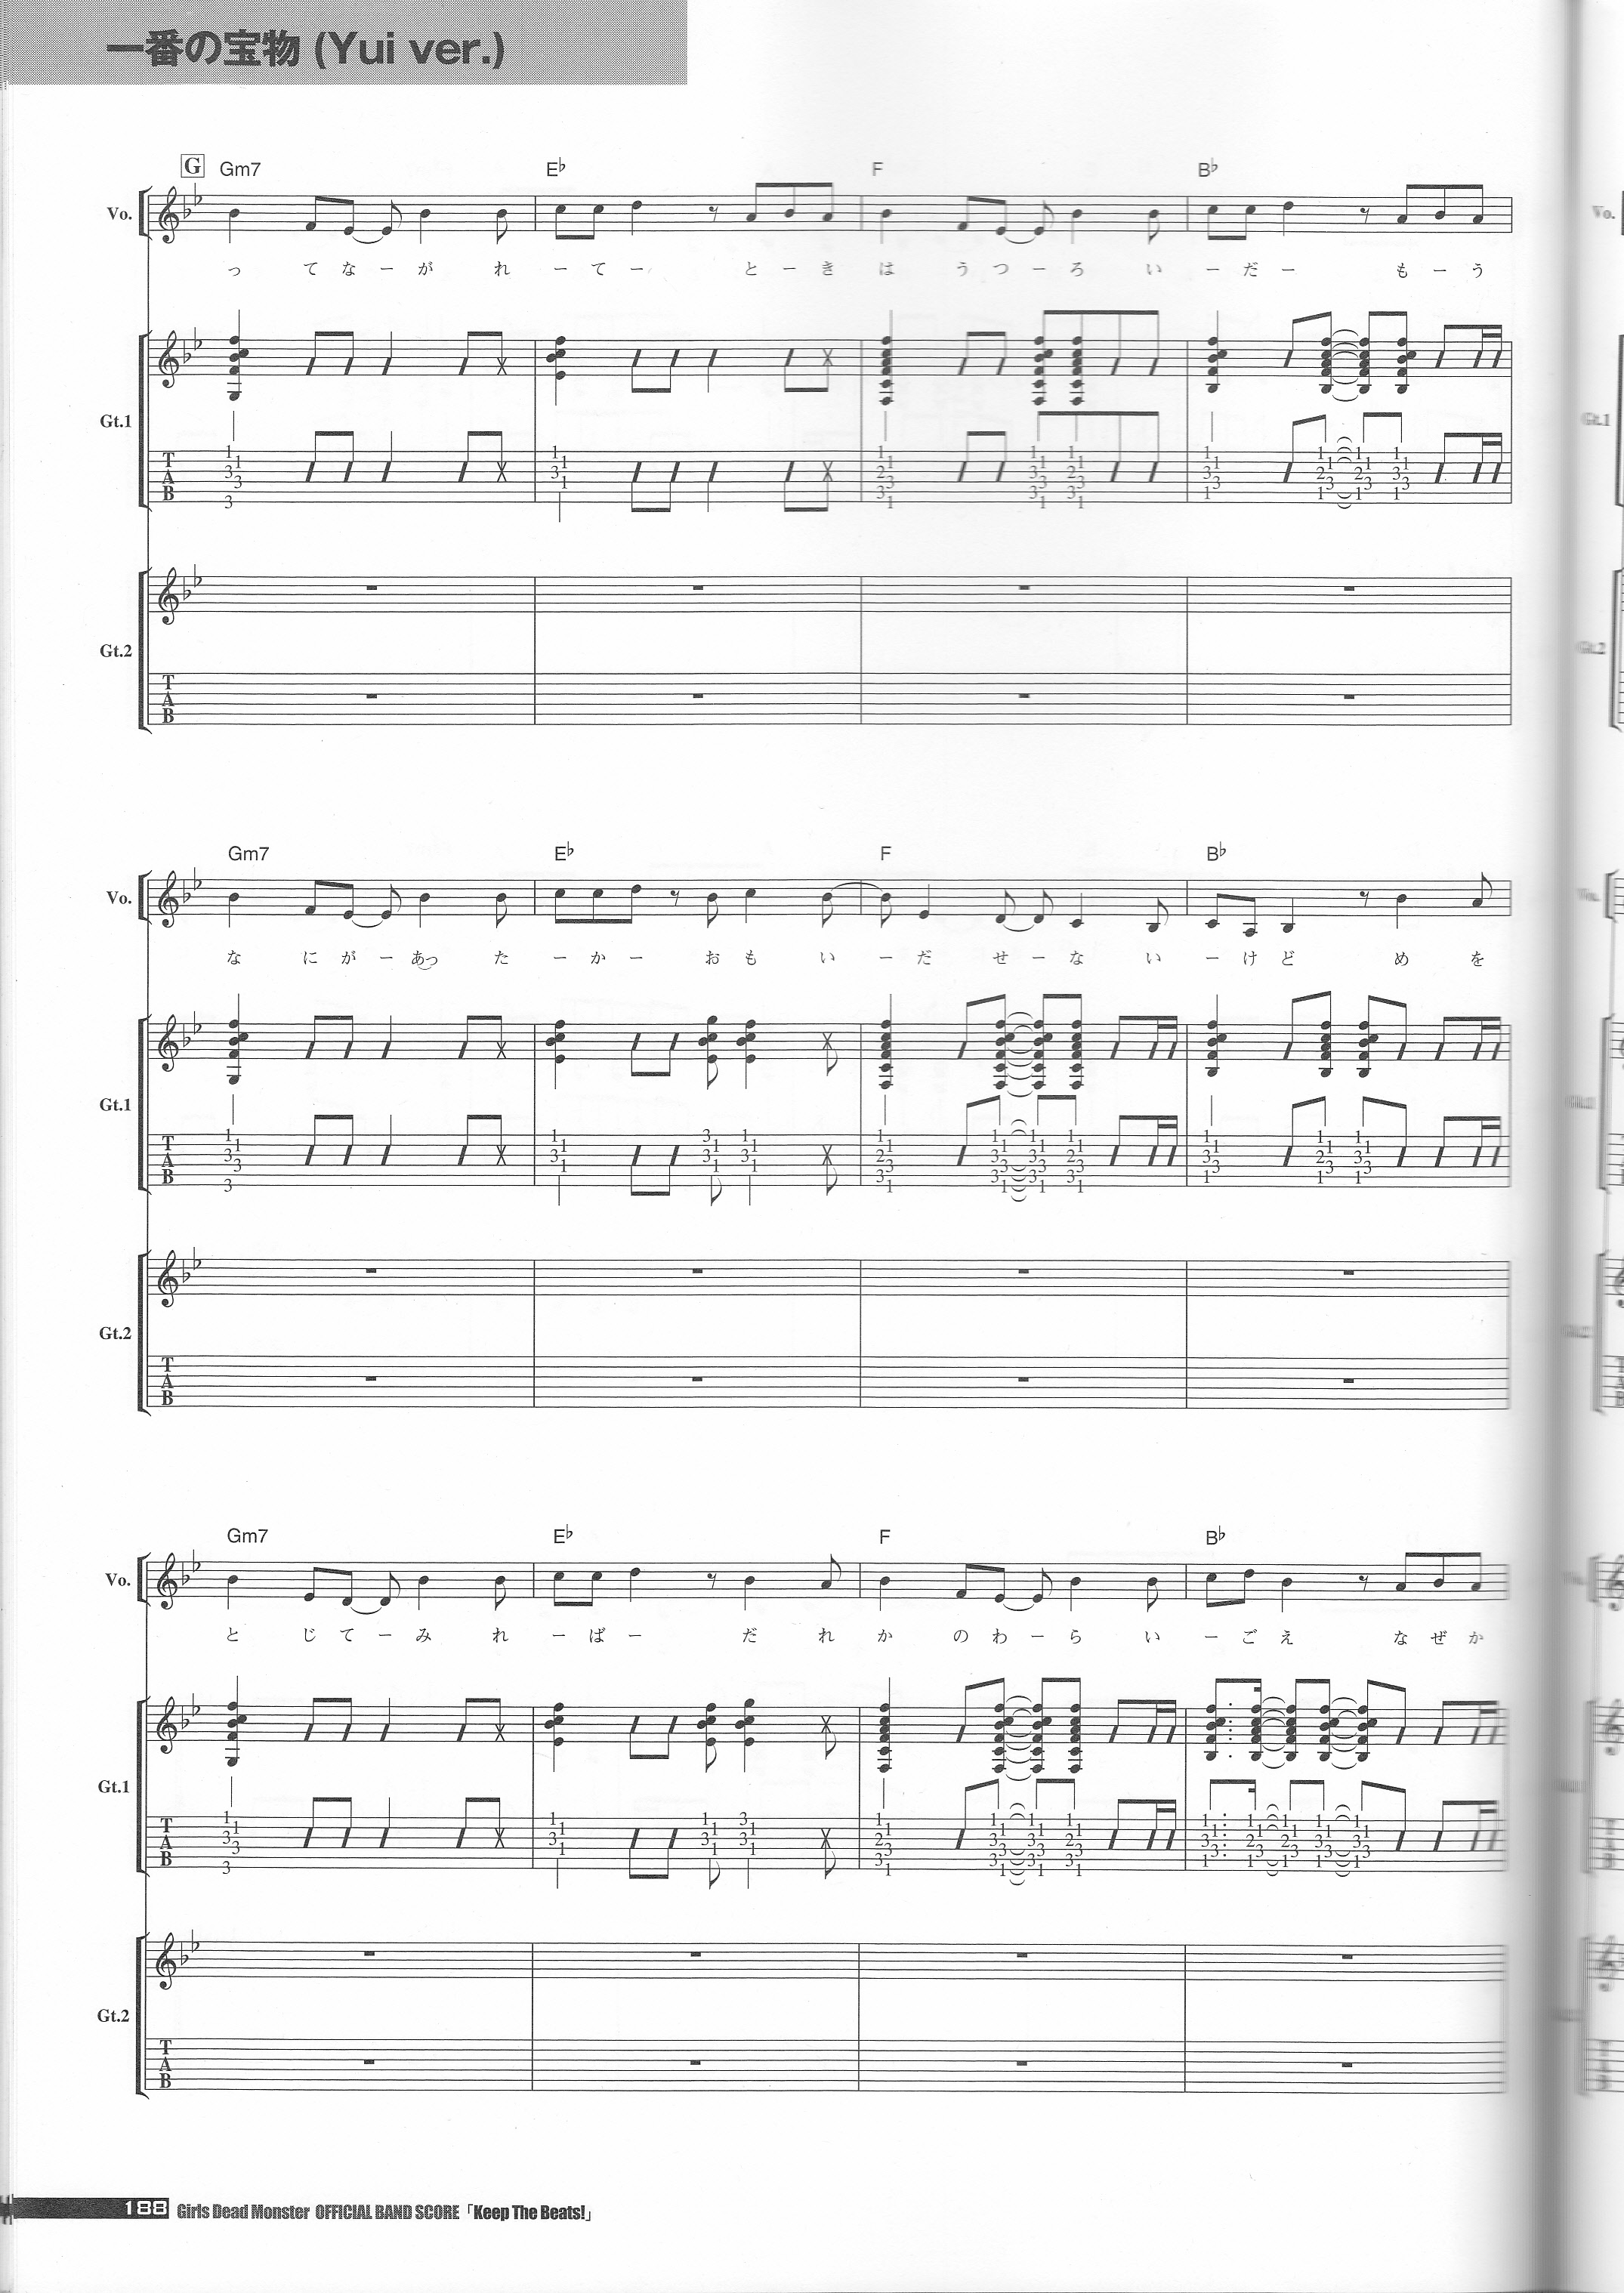 一番の宝物 (Yui ver.)
G Gm7 E♭ F B♭
Vo.
っ てなーが れーてー とーき は うつーろ いーだー もーう
Gt.1
T
A
B
Gt.2
T
A
B
Gm7 E♭ F B♭
Vo.
な にがーあっ たーかー おも いーだ せーな いーけど め を
Gt.1
T
A
B
Gt.2
T
A
B
Gm7 E♭ F B♭
Vo.
と じてーみ れーばー だ れ か のわーら いーごえ なぜか
Gt.1
T
A
B
Gt.2
T
A
B
188 Girls Dead Monster OFFICIAL BAND SCORE「Keep The Beats!」